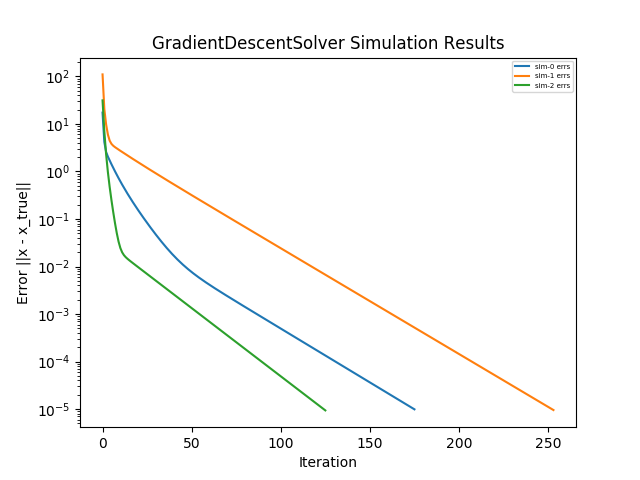 GradientDescentSolver Simulation Results
sim-0 errs
sim-1 errs
sim-2 errs
Error ||x - x_true||
10²
10¹
10⁰
10⁻¹
10⁻²
10⁻³
10⁻⁴
10⁻⁵
0 50 100 150 200 250
Iteration